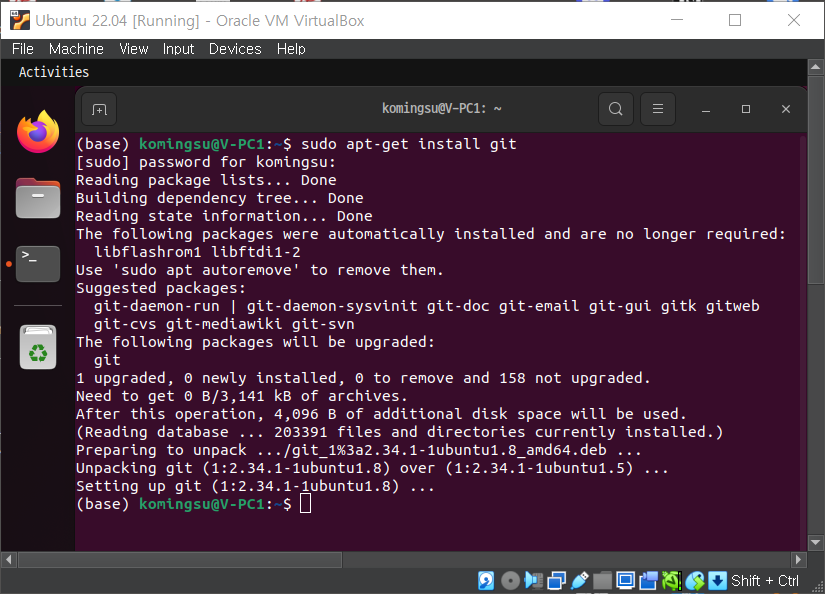 Ubuntu 22.04 [Running] - Oracle VM VirtualBox
File Machine View Input Devices Help
Activities
komingsu@V-PC1: ~
(base) komingsu@V-PC1:~$ sudo apt-get install git
[sudo] password for komingsu:
Reading package lists... Done
Building dependency tree... Done
Reading state information... Done
The following packages were automatically installed and are no longer required:
  libflashrom1 libftdi1-2
Use 'sudo apt autoremove' to remove them.
Suggested packages:
  git-daemon-run | git-daemon-sysvinit git-doc git-email git-gui gitk gitweb
  git-cvs git-mediawiki git-svn
The following packages will be upgraded:
  git
1 upgraded, 0 newly installed, 0 to remove and 158 not upgraded.
Need to get 0 B/3,141 kB of archives.
After this operation, 4,096 B of additional disk space will be used.
(Reading database ... 203391 files and directories currently installed.)
Preparing to unpack .../git_1%3a2.34.1-1ubuntu1.8_amd64.deb ...
Unpacking git (1:2.34.1-1ubuntu1.8) over (1:2.34.1-1ubuntu1.5) ...
Setting up git (1:2.34.1-1ubuntu1.8) ...
(base) komingsu@V-PC1:~$
Shift + Ctrl